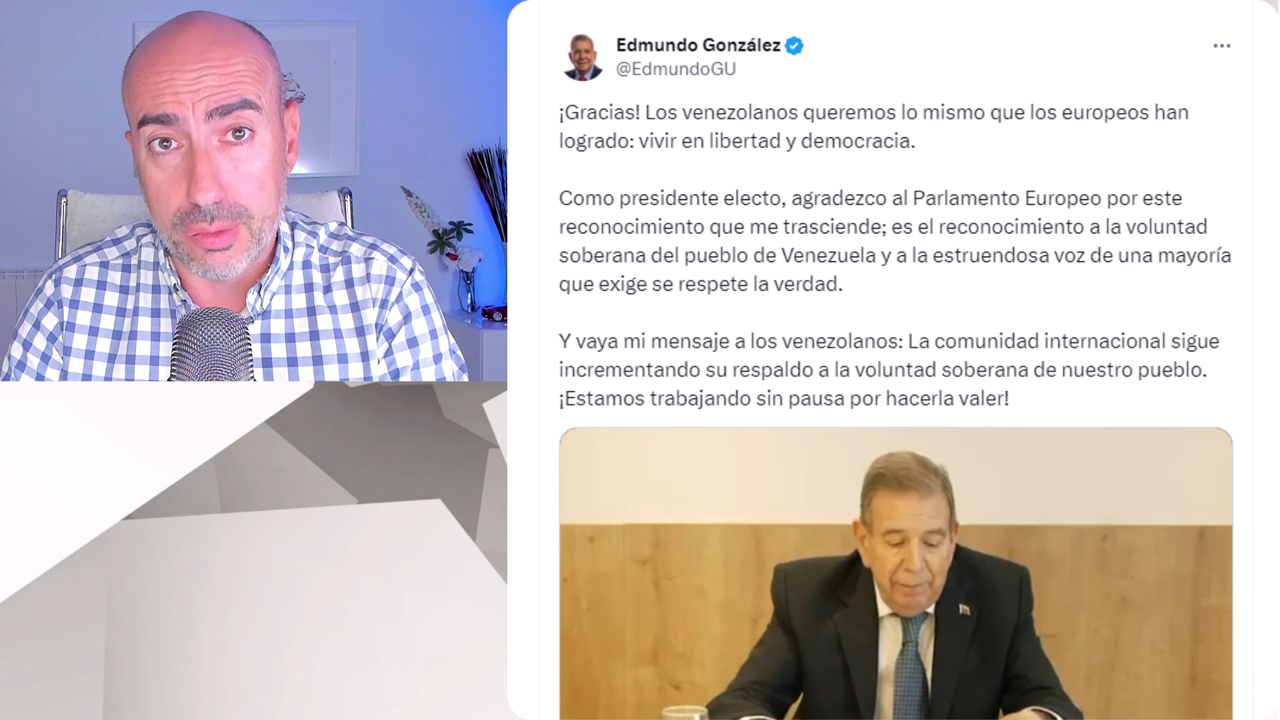 Edmundo González
@EdmundoGU
¡Gracias! Los venezolanos queremos lo mismo que los europeos han
logrado: vivir en libertad y democracia.
Como presidente electo, agradezco al Parlamento Europeo por este
reconocimiento que me trasciende; es el reconocimiento a la voluntad
soberana del pueblo de Venezuela y a la estruendosa voz de una mayoría
que exige se respete la verdad.
Y vaya mi mensaje a los venezolanos: La comunidad internacional sigue
incrementando su respaldo a la voluntad soberana de nuestro pueblo.
¡Estamos trabajando sin pausa por hacerla valer!